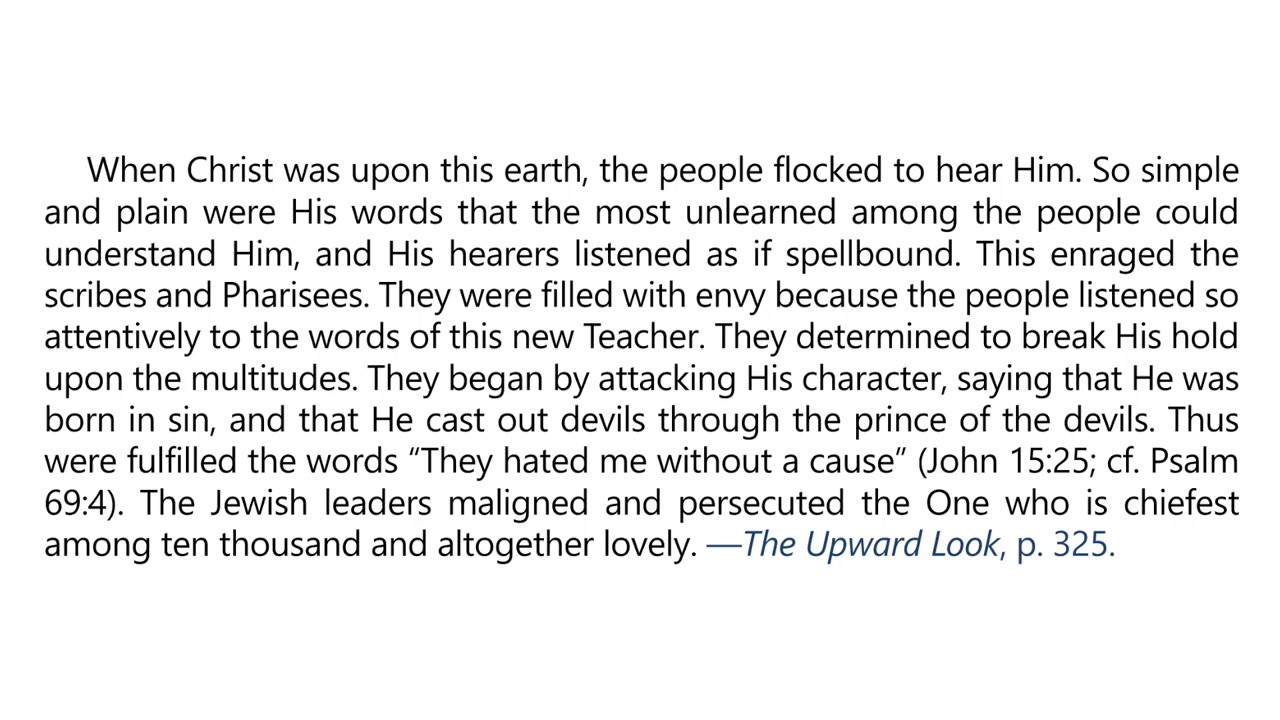 When Christ was upon this earth, the people flocked to hear Him. So simple
and plain were His words that the most unlearned among the people could
understand Him, and His hearers listened as if spellbound. This enraged the
scribes and Pharisees. They were filled with envy because the people listened so
attentively to the words of this new Teacher. They determined to break His hold
upon the multitudes. They began by attacking His character, saying that He was
born in sin, and that He cast out devils through the prince of the devils. Thus
were fulfilled the words “They hated me without a cause” (John 15:25; cf. Psalm
69:4). The Jewish leaders maligned and persecuted the One who is chiefest
among ten thousand and altogether lovely. —The Upward Look, p. 325.